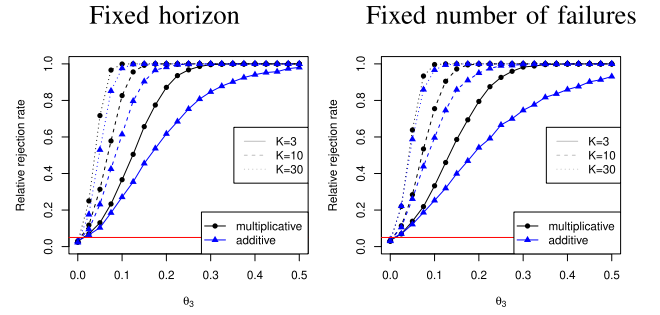 Fixed horizon
Fixed number of failures
Relative rejection rate
1.0
0.8
0.6
0.4
0.2
0.0
K=3
K=10
K=30
multiplicative
additive
0.0 0.1 0.2 0.3 0.4 0.5
θ₃
Relative rejection rate
1.0
0.8
0.6
0.4
0.2
0.0
K=3
K=10
K=30
multiplicative
additive
0.0 0.1 0.2 0.3 0.4 0.5
θ₃